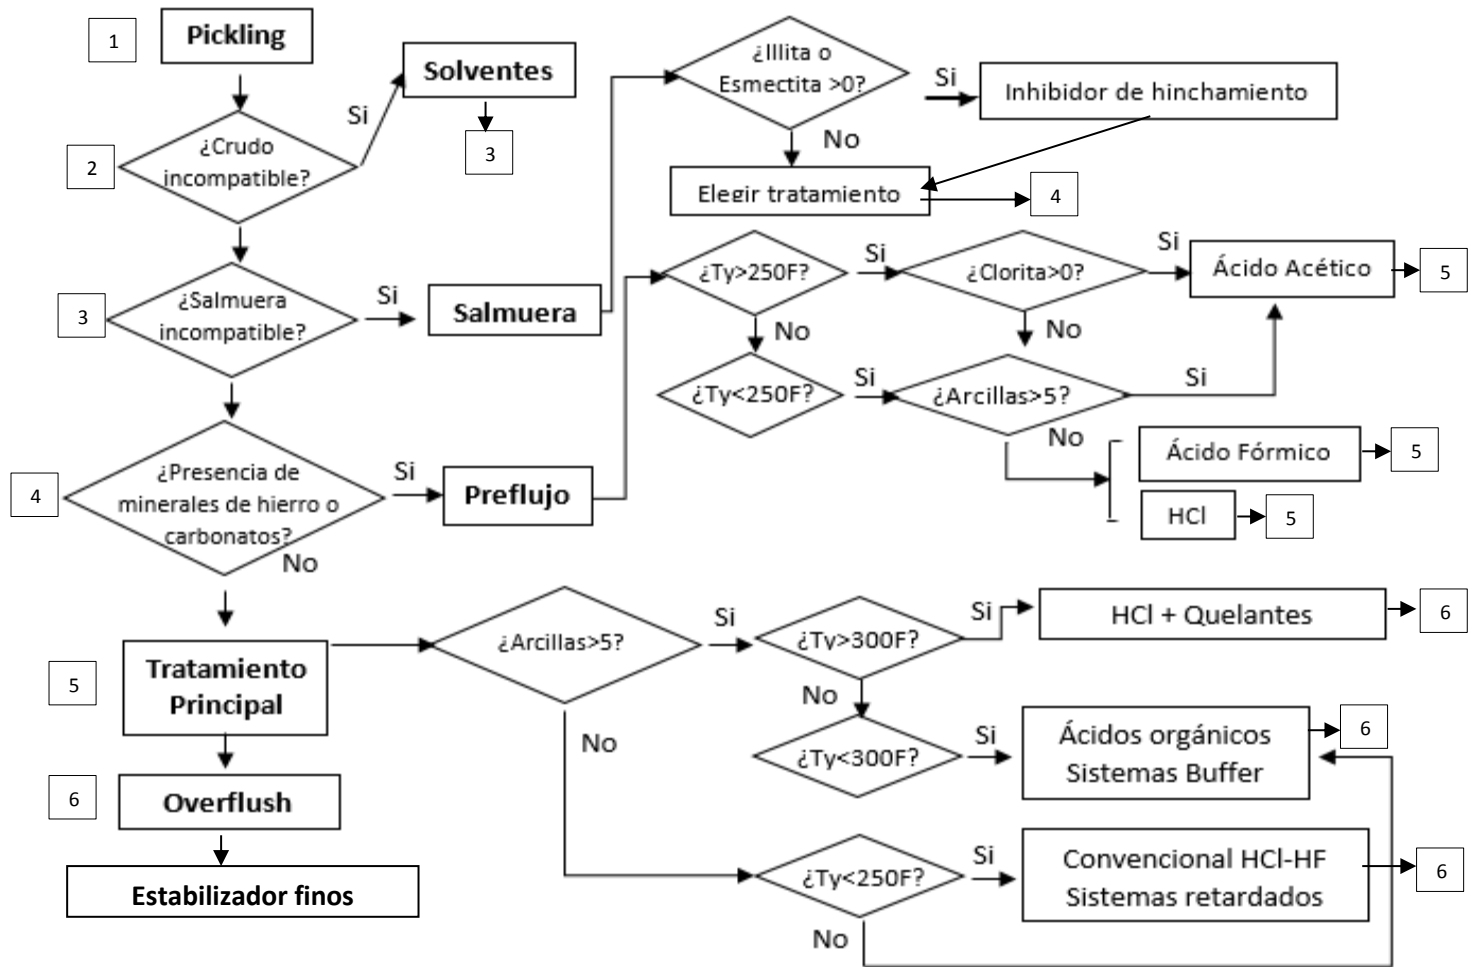 1
Pickling
Solventes
3
Si
2
¿Crudo
incompatible?
3
¿Salmuera
incompatible?
Si
Salmuera
4
¿Presencia de
minerales de hierro o
carbonatos?
Si
No
Preflujo
5
Tratamiento
Principal
6
Overflush
Estabilizador finos
¿Illita o
Esmectita >0?
Si
Inhibidor de hinchamiento
No
Elegir tratamiento
4
¿Ty>250F?
Si
¿Clorita>0?
Si
Ácido Acético
5
No
No
¿Ty<250F?
Si
¿Arcillas>5?
Si
No
Ácido Fórmico
5
HCl
5
¿Arcillas>5?
Si
¿Ty>300F?
Si
HCl + Quelantes
6
No
¿Ty<300F?
Si
Ácidos orgánicos
Sistemas Buffer
6
No
¿Ty<250F?
Si
Convencional HCl-HF
Sistemas retardados
6
No